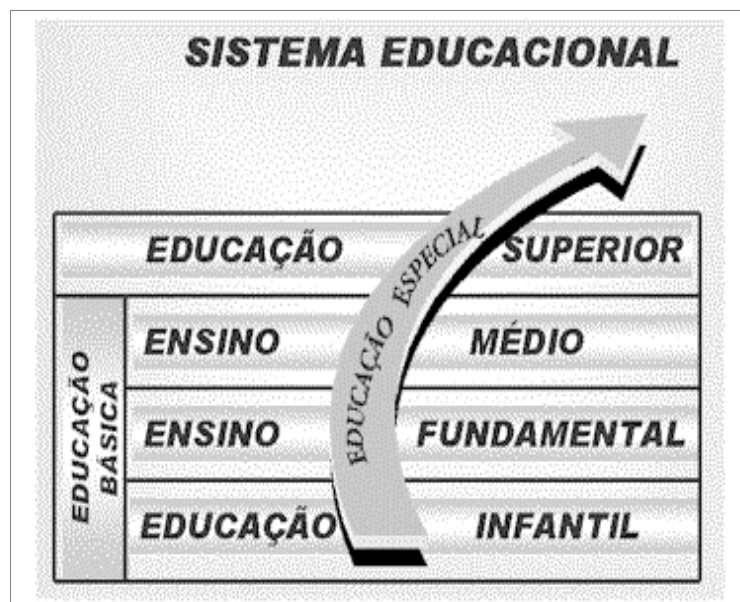 SISTEMA EDUCACIONAL
EDUCAÇÃO SUPERIOR
EDUCAÇÃO ESPECIAL
EDUCAÇÃO
BÁSICA
ENSINO MÉDIO
ENSINO FUNDAMENTAL
EDUCAÇÃO INFANTIL